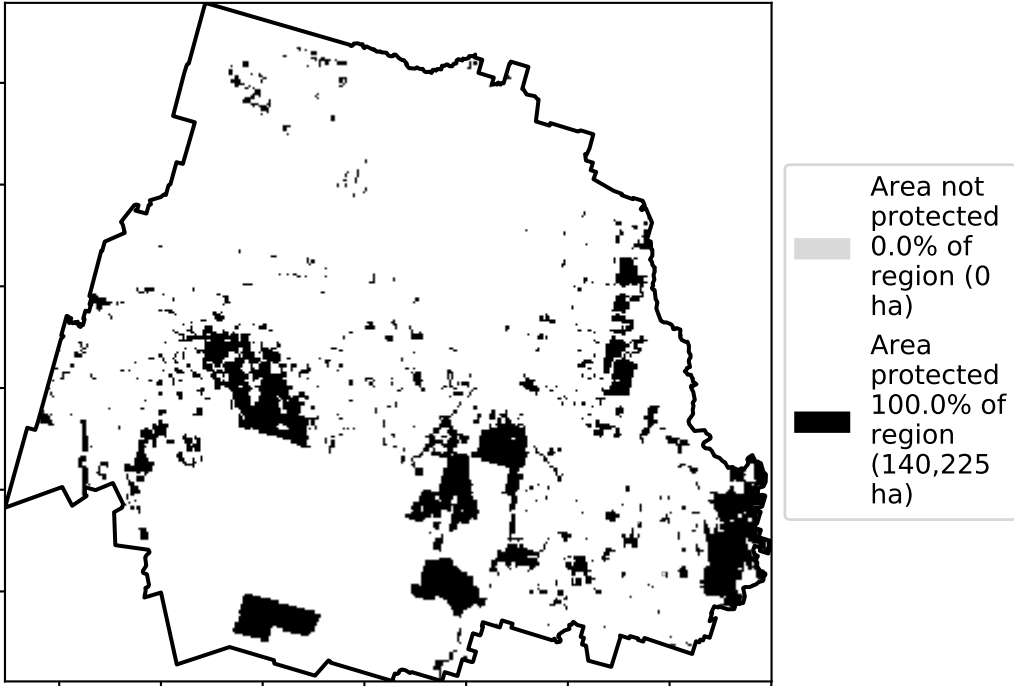 Area not
protected
0.0% of
region (0
ha)
Area
protected
100.0% of
region
(140,225
ha)